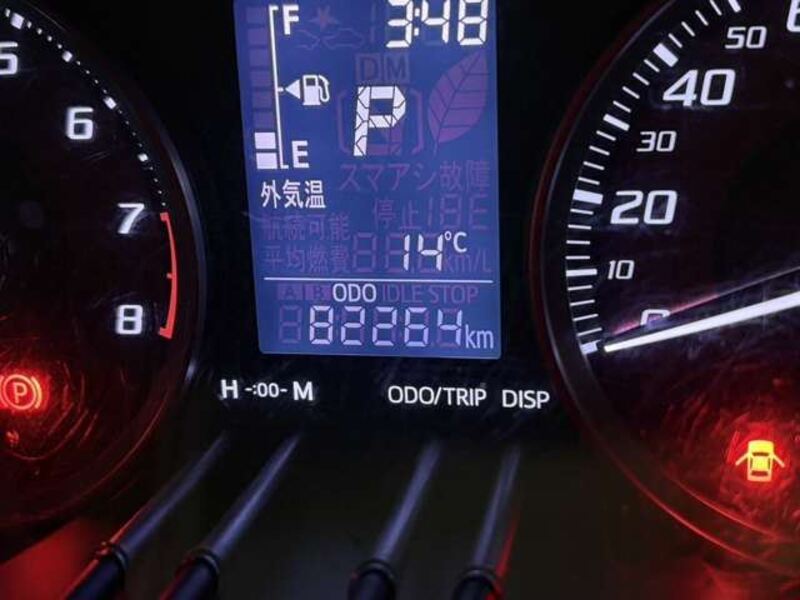 F
3:48
DM
P
E
スマアシ故障
外気温
停止
航続可能
14℃
平均燃費
km/L
A B ODO IDLE STOP
82264km
H -:00- M
ODO/TRIP DISP
6
7
8
P
50
40
30
20
10
0